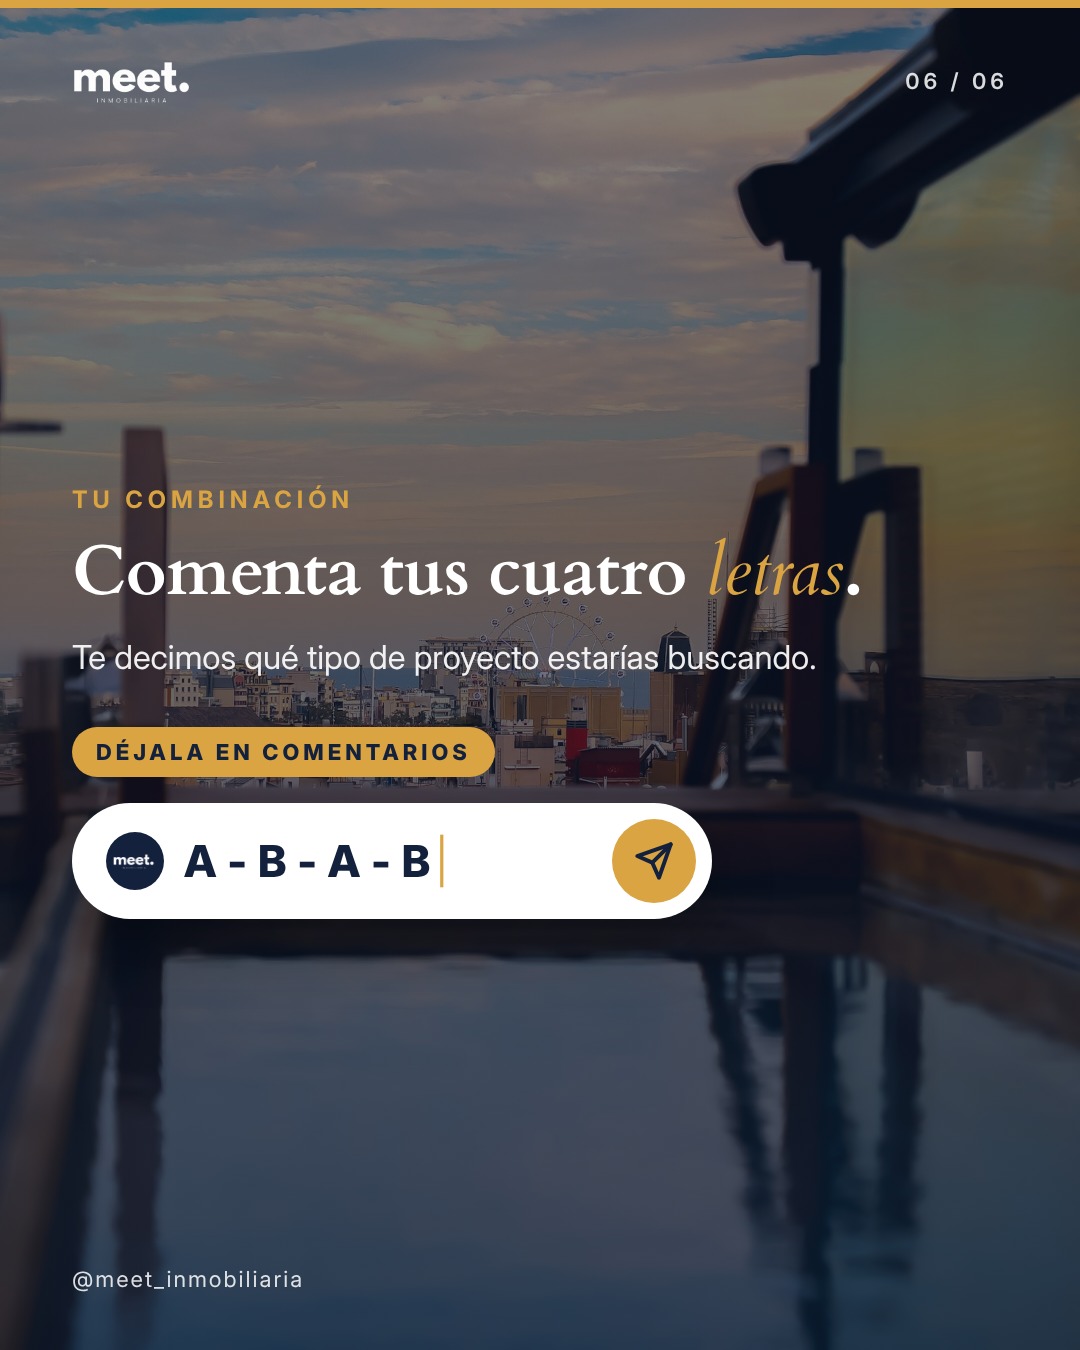 meet.
INMOBILIARIA
06 / 06
TU COMBINACIÓN
Comenta tus cuatro letras.
Te decimos qué tipo de proyecto estarías buscando.
DÉJALA EN COMENTARIOS
meet.
A - B - A - B
@meet_inmobiliaria